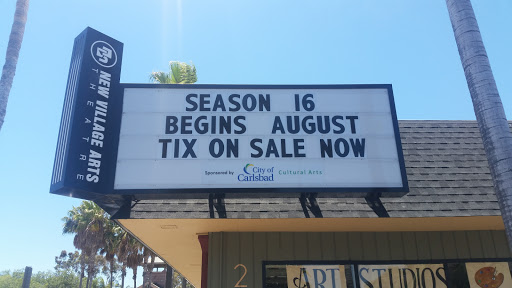 NEW VILLAGE ARTS
THEATRE
SEASON 16
BEGINS AUGUST
TIX ON SALE NOW
Sponsored by City of Carlsbad Cultural Arts
2
ART STUDIOS